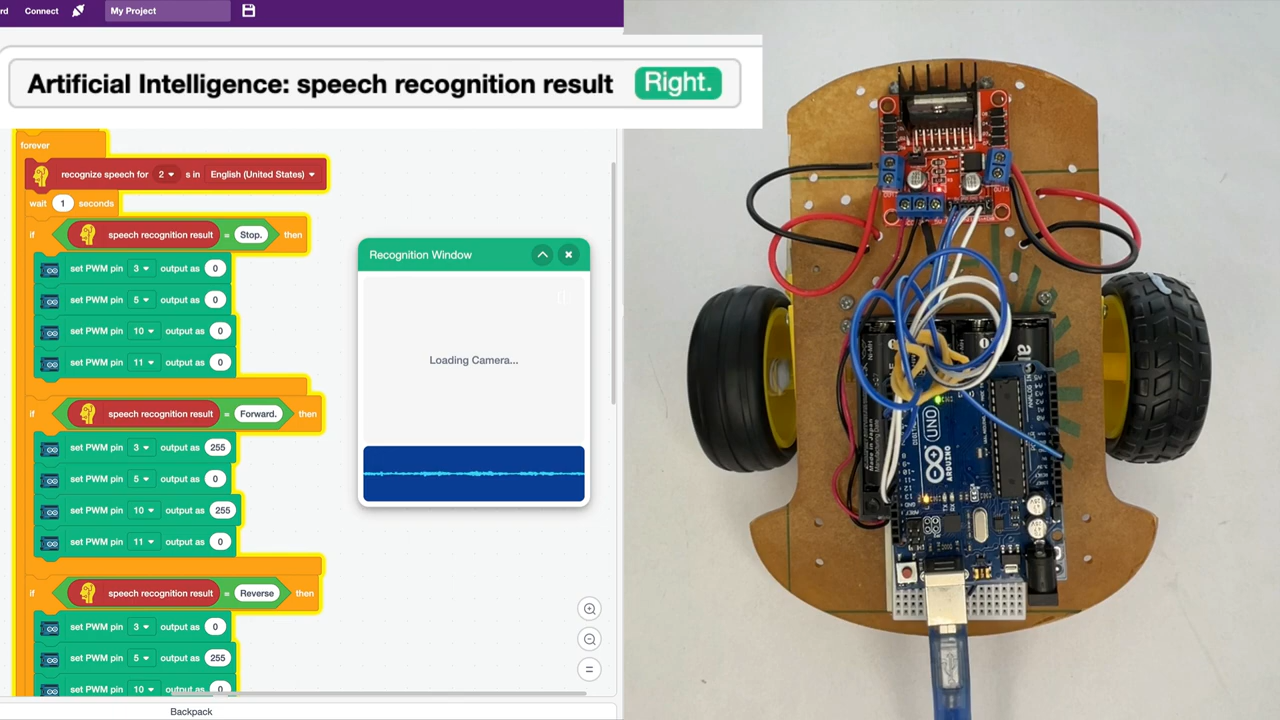 rd Connect My Project
Artificial Intelligence: speech recognition result Right.
forever
recognize speech for 2 s in English (United States)
wait 1 seconds
if speech recognition result = Stop. then
set PWM pin 3 output as 0
set PWM pin 5 output as 0
set PWM pin 10 output as 0
set PWM pin 11 output as 0
if speech recognition result = Forward. then
set PWM pin 3 output as 255
set PWM pin 5 output as 0
set PWM pin 10 output as 255
set PWM pin 11 output as 0
if speech recognition result = Reverse then
set PWM pin 3 output as 0
set PWM pin 5 output as 255
set PWM pin 10 output as 0
Backpack
Recognition Window
Loading Camera...
UNO
ARDUINO